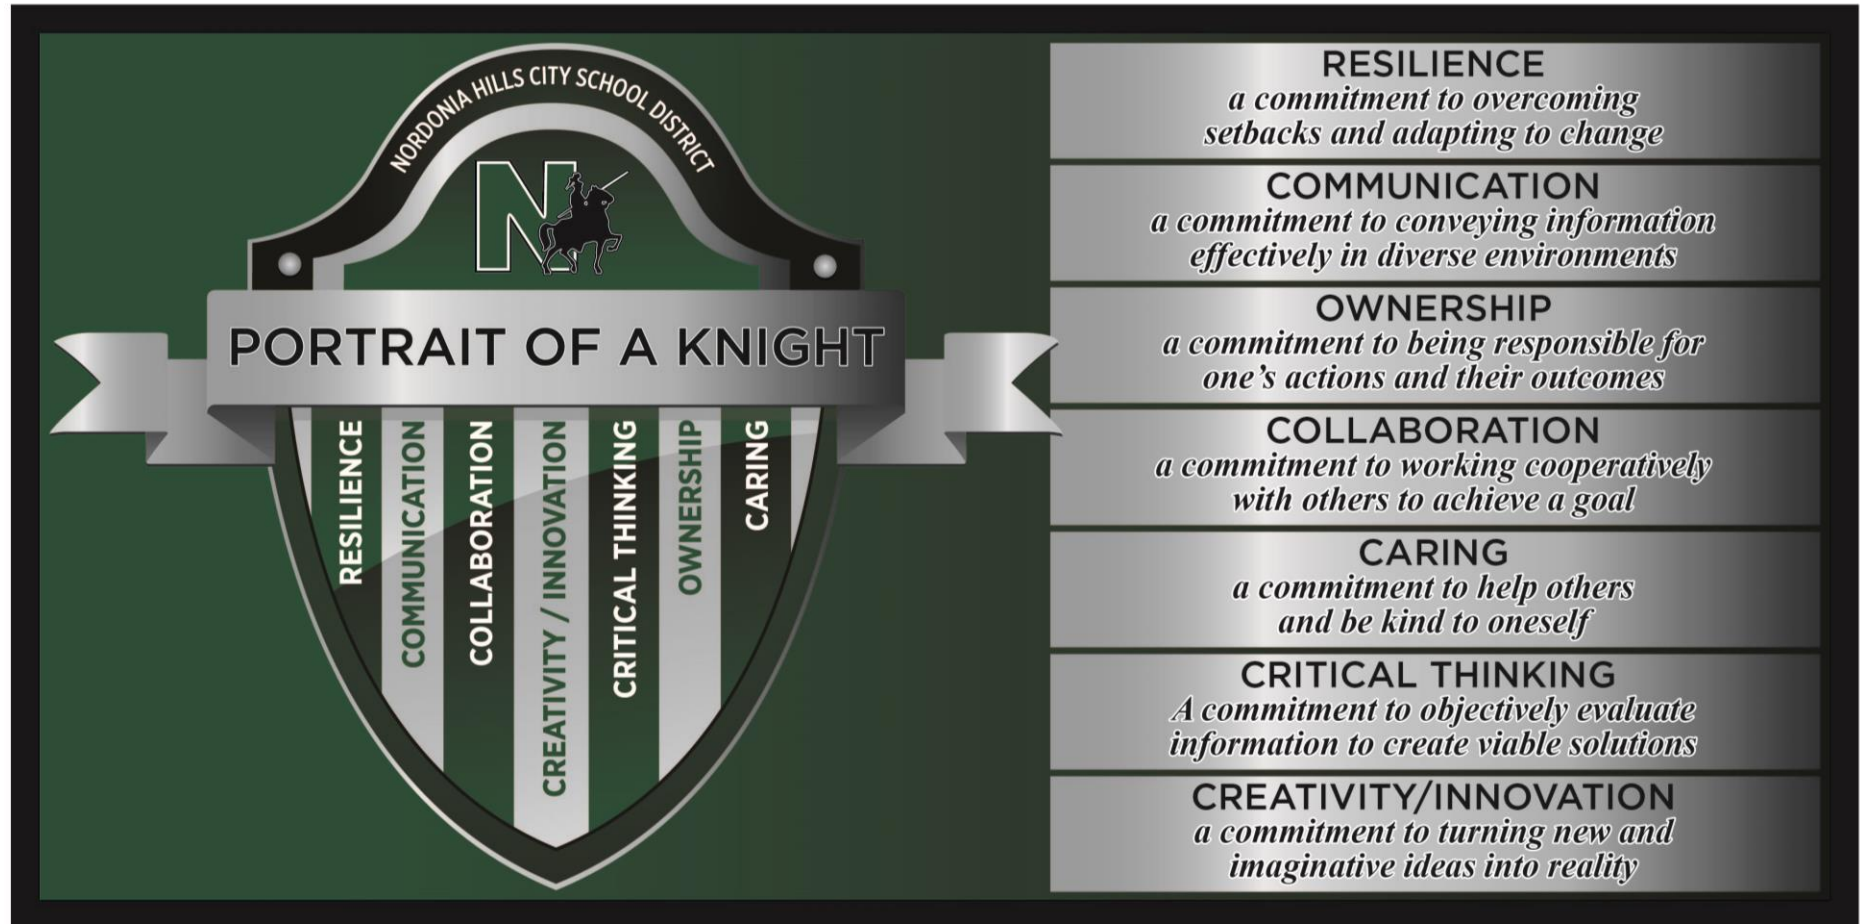 NORDONIA HILLS CITY SCHOOL DISTRICT
N
PORTRAIT OF A KNIGHT
RESILIENCE
COMMUNICATION
COLLABORATION
CREATIVITY / INNOVATION
CRITICAL THINKING
OWNERSHIP
CARING
RESILIENCE
a commitment to overcoming
setbacks and adapting to change
COMMUNICATION
a commitment to conveying information
effectively in diverse environments
OWNERSHIP
a commitment to being responsible for
one's actions and their outcomes
COLLABORATION
a commitment to working cooperatively
with others to achieve a goal
CARING
a commitment to help others
and be kind to oneself
CRITICAL THINKING
A commitment to objectively evaluate
information to create viable solutions
CREATIVITY/INNOVATION
a commitment to turning new and
imaginative ideas into reality